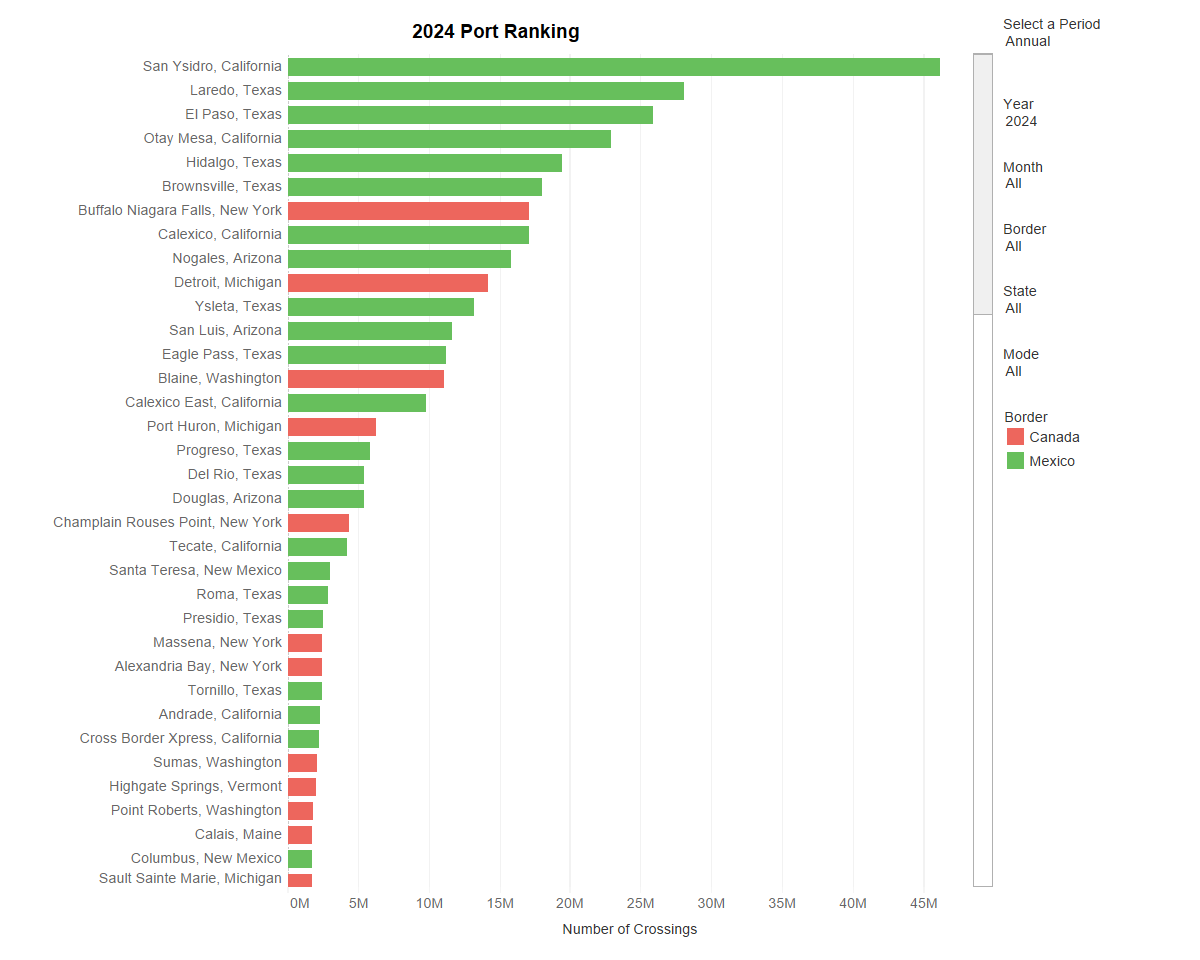 2024 Port Ranking
San Ysidro, California
Laredo, Texas
El Paso, Texas
Otay Mesa, California
Hidalgo, Texas
Brownsville, Texas
Buffalo Niagara Falls, New York
Calexico, California
Nogales, Arizona
Detroit, Michigan
Ysleta, Texas
San Luis, Arizona
Eagle Pass, Texas
Blaine, Washington
Calexico East, California
Port Huron, Michigan
Progreso, Texas
Del Rio, Texas
Douglas, Arizona
Champlain Rouses Point, New York
Tecate, California
Santa Teresa, New Mexico
Roma, Texas
Presidio, Texas
Massena, New York
Alexandria Bay, New York
Tornillo, Texas
Andrade, California
Cross Border Xpress, California
Sumas, Washington
Highgate Springs, Vermont
Point Roberts, Washington
Calais, Maine
Columbus, New Mexico
Sault Sainte Marie, Michigan
0M 5M 10M 15M 20M 25M 30M 35M 40M 45M
Number of Crossings
Select a Period
Annual
Year
2024
Month
All
Border
All
State
All
Mode
All
Border
Canada
Mexico